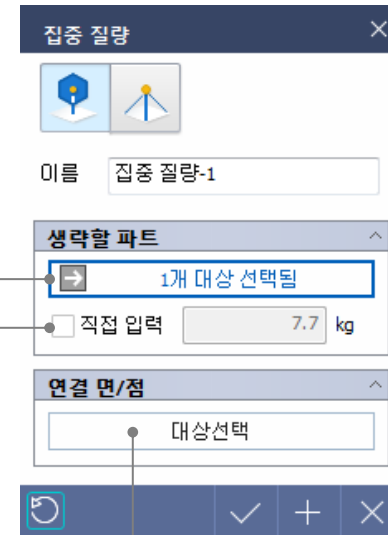 집중 질량
이름 집중 질량-1
생략할 파트
1개 대상 선택됨
직접 입력 7.7 kg
연결 면/점
대상선택